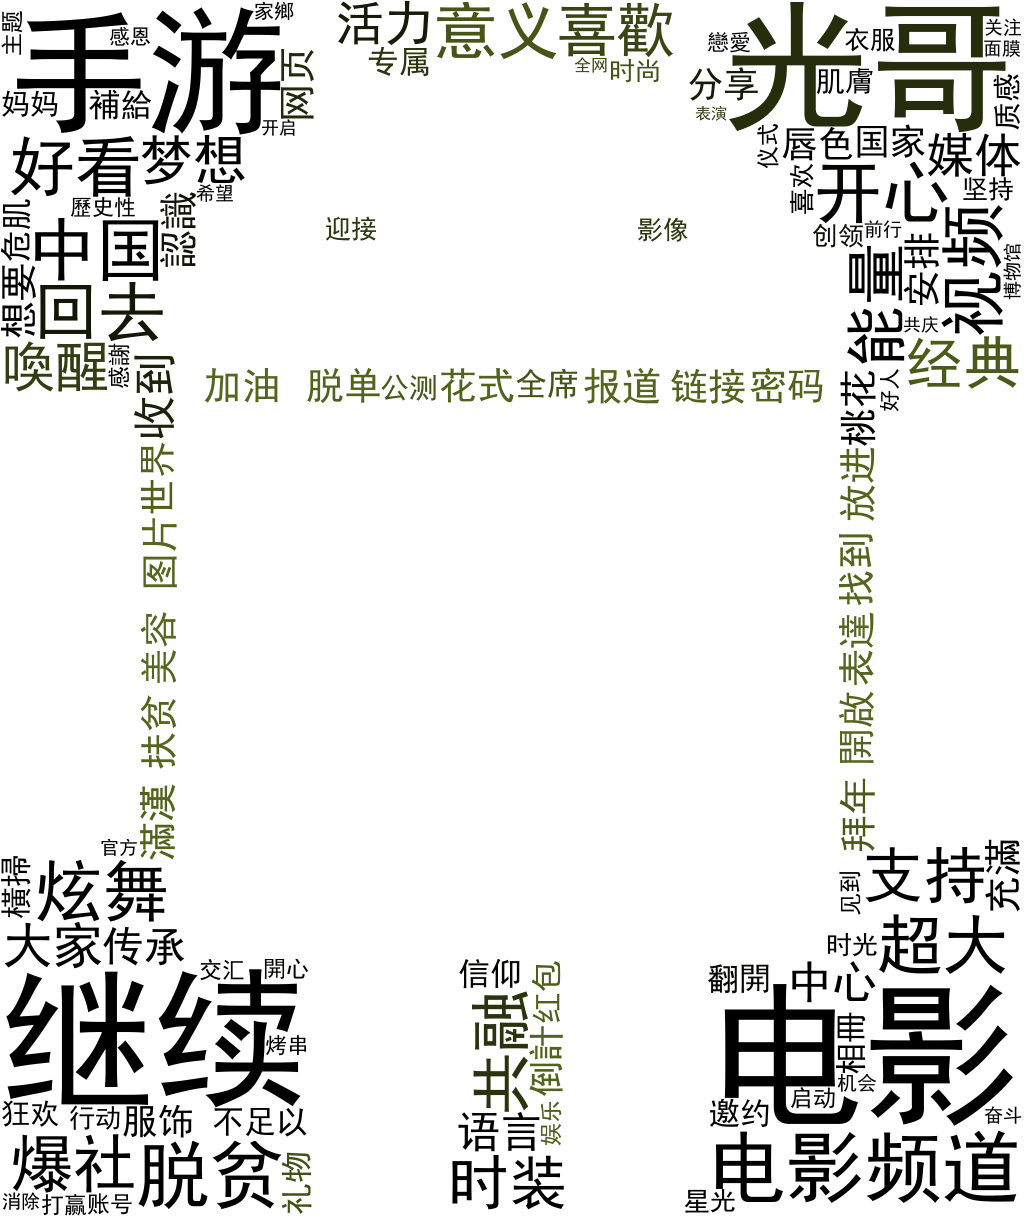 主题
手游
感恩
家鄉
活力
意义
喜歡
光哥
戀愛
衣服
关注
面膜
专属
全网
时尚
网页
妈妈
補給
开启
分享
肌膚
表演
质感
好看
梦想
仪式
唇色
国家
媒体
希望
歷史性
喜欢
开心
坚持
危肌
中国
認識
迎接
影像
创领
前行
安排
视频
博物馆
想要
回去
能量
共庆
唤醒
感謝
收到
经典
加油
脱单
公测
花式
全席
报道
链接
密码
桃花
好人
世界
放进
图片
找到
美容
表達
扶贫
開啟
滿漢
拜年
官方
橫掃
炫舞
见到
支持
充滿
大家
传承
时光
超大
交汇
開心
信仰
红包
翻開
中心
继续
烤串
共融
倒計
电影
相冊
机会
启动
狂欢
行动
服饰
不足以
语言
娱乐
邀约
奋斗
爆社
脱贫
礼物
时装
电影频道
消除
打赢
账号
星光